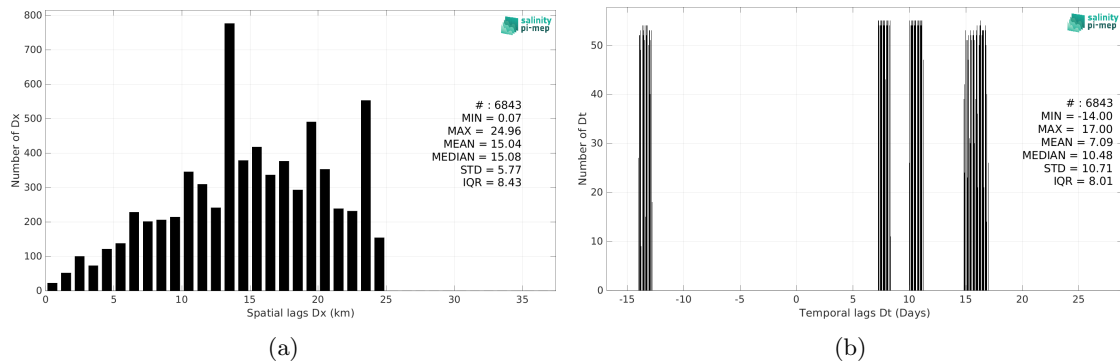 800
700
600
500
400
300
200
100
0
Number of Dx
0 5 10 15 20 25 30 35
Spatial lags Dx (km)
salinity
pi-mep
# : 6843
MIN = 0.07
MAX = 24.96
MEAN = 15.04
MEDIAN = 15.08
STD = 5.77
IQR = 8.43
(a)
50
40
30
20
10
0
Number of Dt
-15 -10 -5 0 5 10 15 20 25
Temporal lags Dt (Days)
salinity
pi-mep
# : 6843
MIN = -14.00
MAX = 17.00
MEAN = 7.09
MEDIAN = 10.48
STD = 10.71
IQR = 8.01
(b)